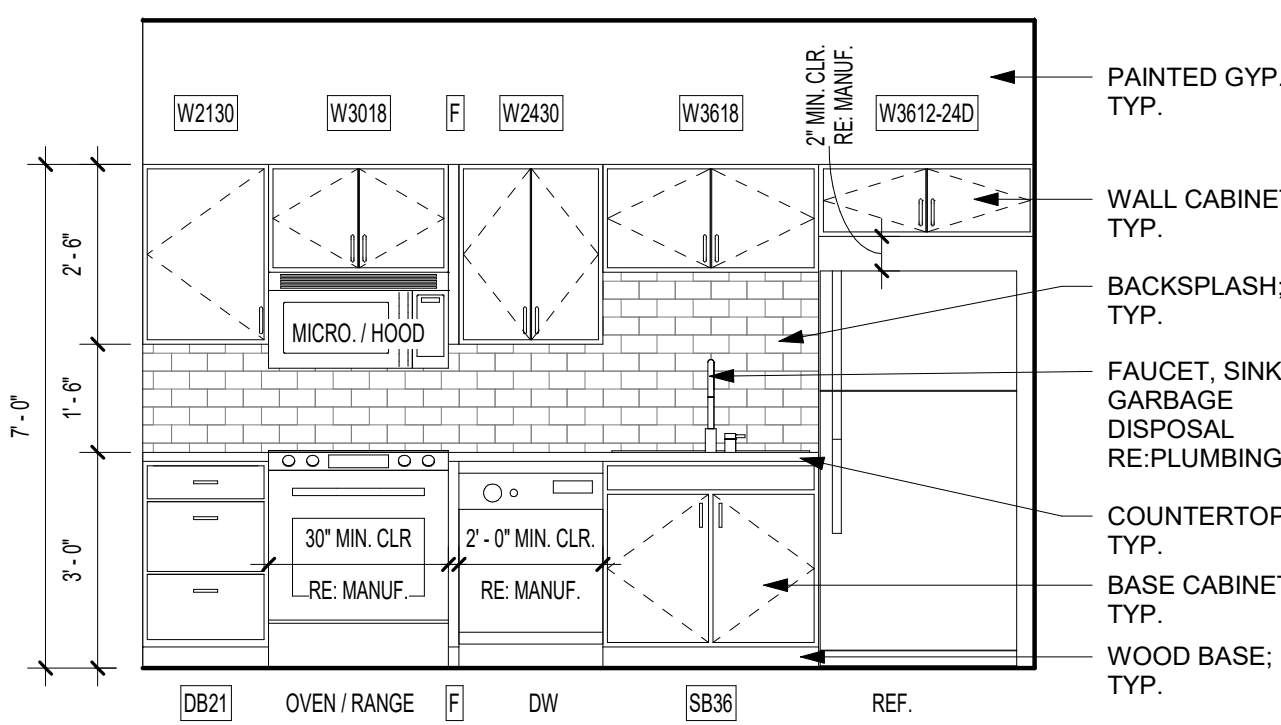 PAINTED GYP.
TYP.
2" MIN. CLR.
RE: MANUF.
W2130
W3018
F
W2430
W3618
W3612-24D
WALL CABINET
TYP.
2' - 6"
BACKSPLASH;
TYP.
MICRO. / HOOD
1' - 6"
7' - 0"
FAUCET, SINK
GARBAGE
DISPOSAL
RE:PLUMBING
COUNTERTOP
TYP.
3' - 0"
30" MIN. CLR
RE: MANUF.
2' - 0" MIN. CLR.
RE: MANUF.
BASE CABINET
TYP.
WOOD BASE;
TYP.
DB21
OVEN / RANGE
F
DW
SB36
REF.